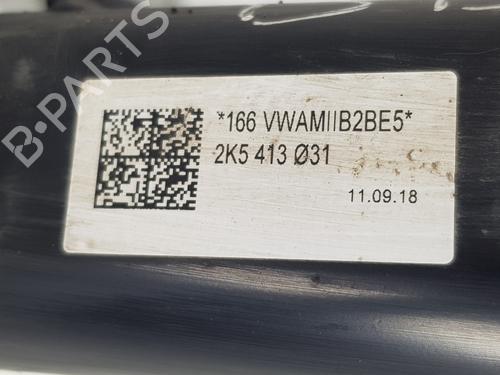 B-PARTS
*166 VWAMIIB2BE5*
2K5 413 Ø31
11.09.18